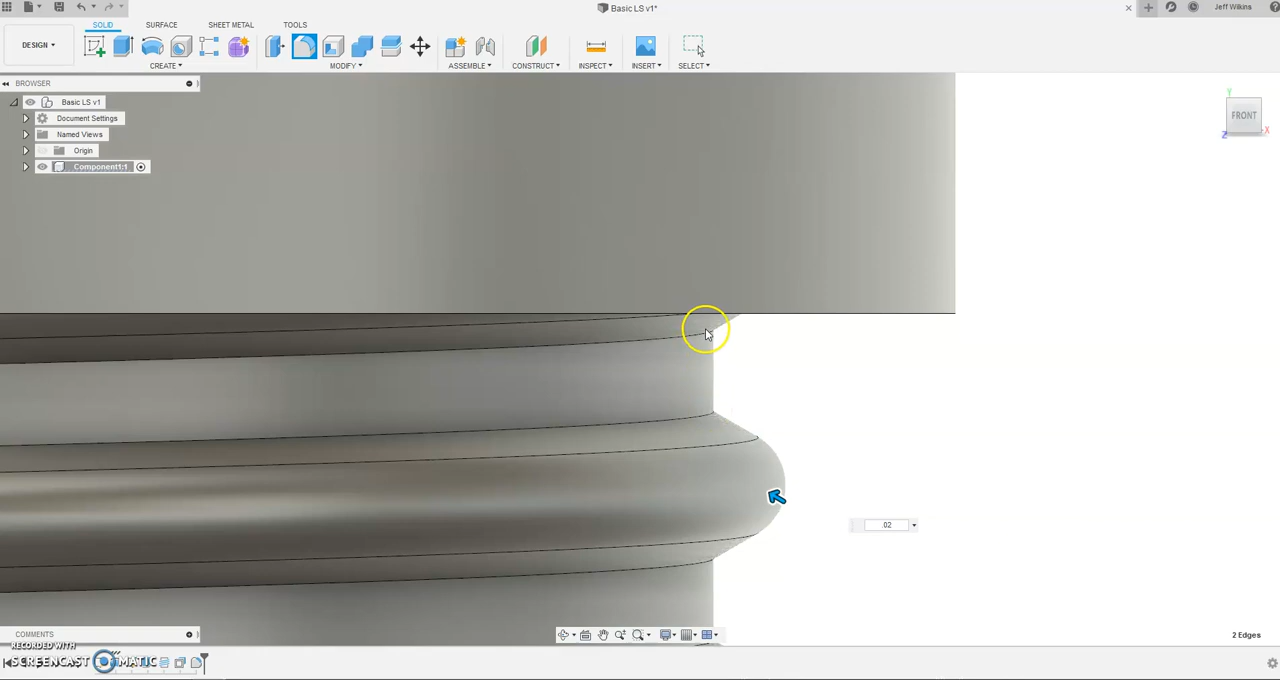 Basic LS v1*
Jeff Wilkins
SOLID SURFACE SHEET METAL TOOLS
DESIGN
CREATE MODIFY ASSEMBLE CONSTRUCT INSPECT INSERT SELECT
BROWSER
Basic LS v1
FRONT
Y
X
Z
Document Settings
Named Views
Origin
Component1:1
.02
COMMENTS
2 Edges
RECORDED WITH
SCREENCAST MATIC